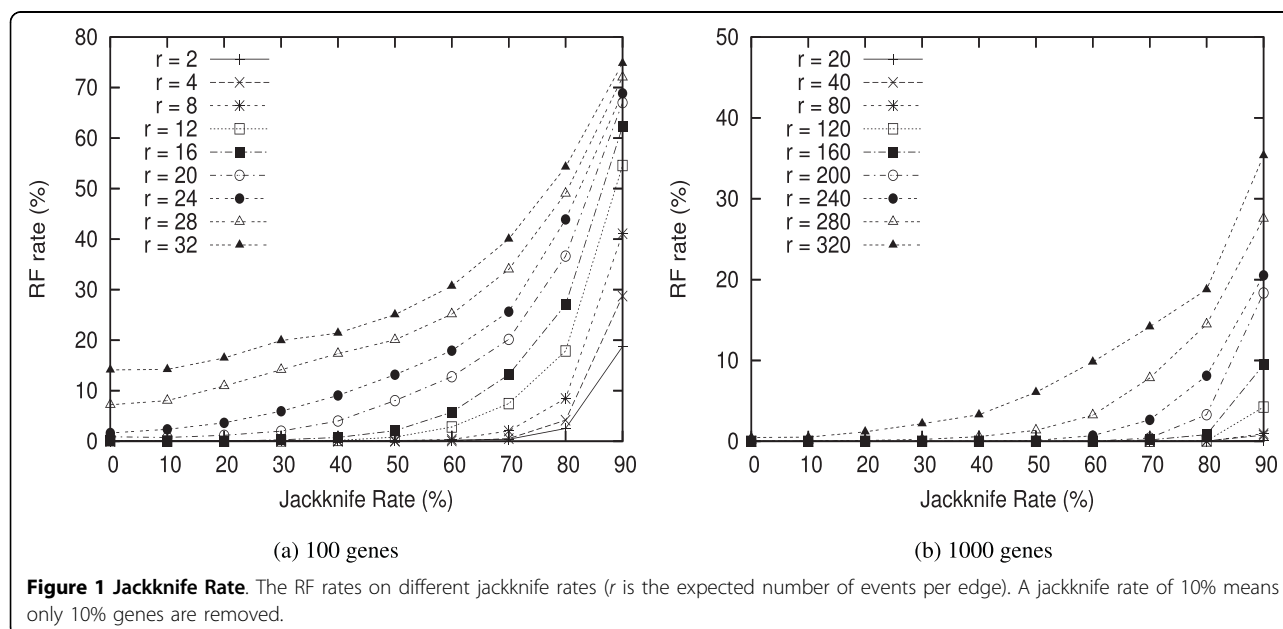 80
70
60
50
40
30
20
10
0
RF rate (%)
r = 2
r = 4
r = 8
r = 12
r = 16
r = 20
r = 24
r = 28
r = 32
0 10 20 30 40 50 60 70 80 90
Jackknife Rate (%)
(a) 100 genes
50
40
30
20
10
0
RF rate (%)
r = 20
r = 40
r = 80
r = 120
r = 160
r = 200
r = 240
r = 280
r = 320
0 10 20 30 40 50 60 70 80 90
Jackknife Rate (%)
(b) 1000 genes
Figure 1 Jackknife Rate. The RF rates on different jackknife rates (r is the expected number of events per edge). A jackknife rate of 10% means
only 10% genes are removed.